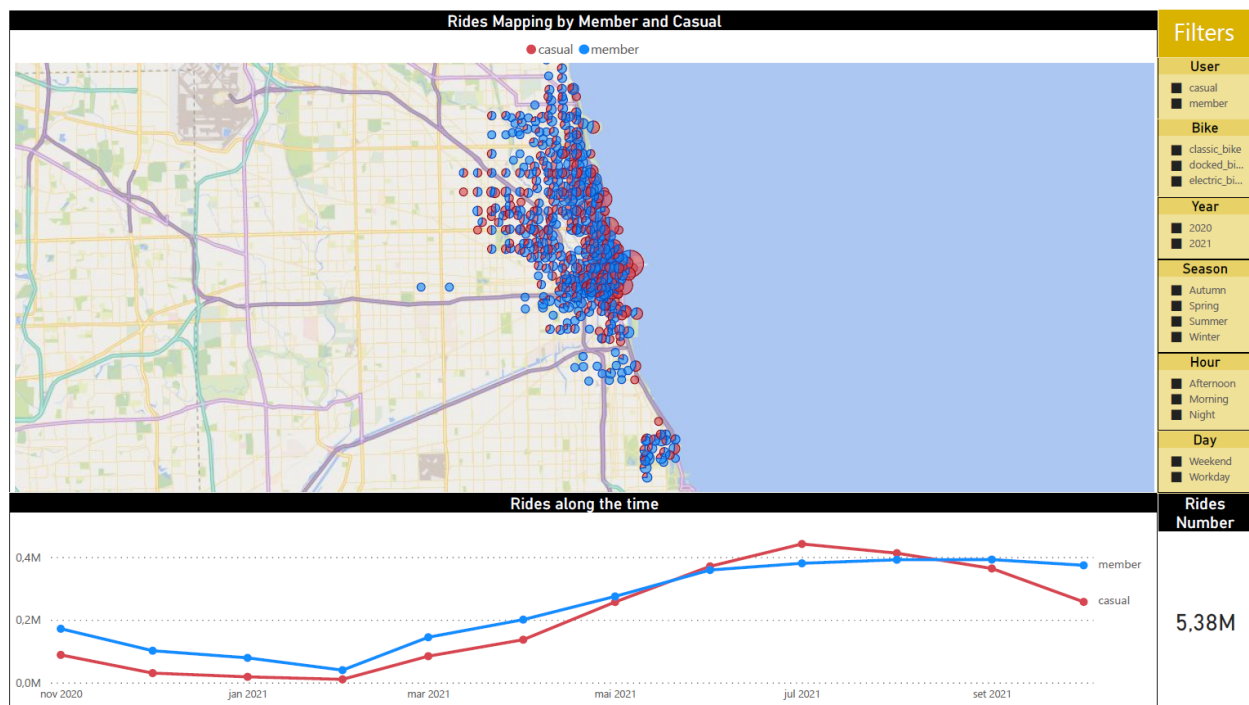 Rides Mapping by Member and Casual
casual member
Filters
User
casual
member
Bike
classic_bike
docked_bi...
electric_bi...
Year
2020
2021
Season
Autumn
Spring
Summer
Winter
Hour
Afternoon
Morning
Night
Day
Weekend
Workday
Rides along the time
0,4M
0,2M
0,0M
nov 2020
jan 2021
mar 2021
mai 2021
jul 2021
set 2021
member
casual
Rides
Number
5,38M